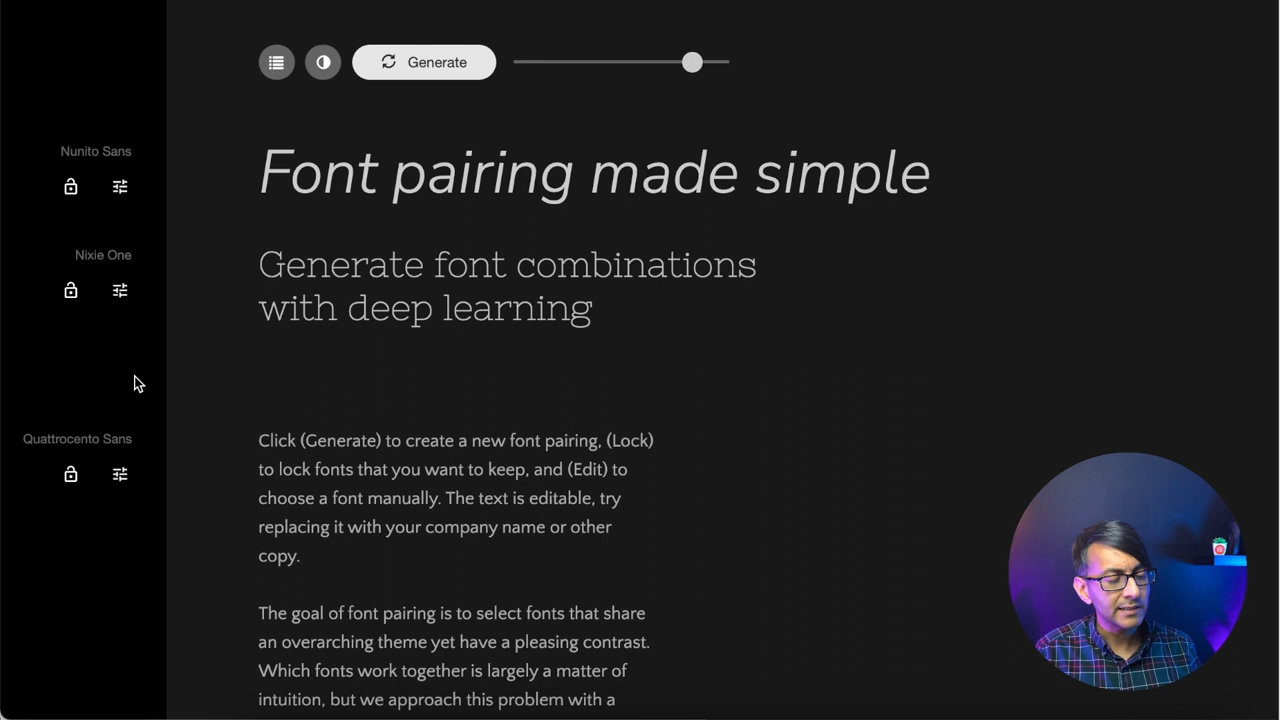 Generate
Nunito Sans
Font pairing made simple
Nixie One
Generate font combinations
with deep learning
Quattrocento Sans
Click (Generate) to create a new font pairing, (Lock)
to lock fonts that you want to keep, and (Edit) to
choose a font manually. The text is editable, try
replacing it with your company name or other
copy.
The goal of font pairing is to select fonts that share
an overarching theme yet have a pleasing contrast.
Which fonts work together is largely a matter of
intuition, but we approach this problem with a